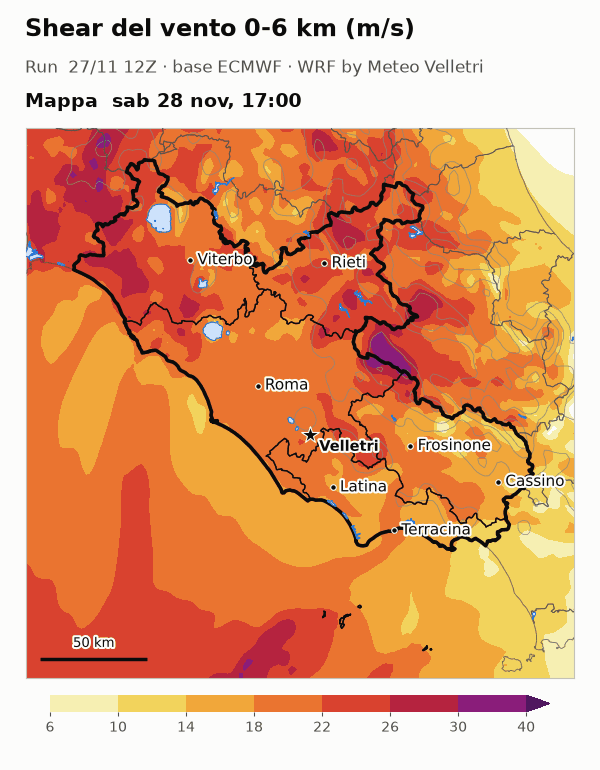 Shear del vento 0-6 km (m/s)
Run  27/11 12Z · base ECMWF · WRF by Meteo Velletri
Mappa  sab 28 nov, 17:00
Viterbo
Rieti
Roma
Velletri
Frosinone
Cassino
Latina
Terracina
50 km
6 10 14 18 22 26 30 40